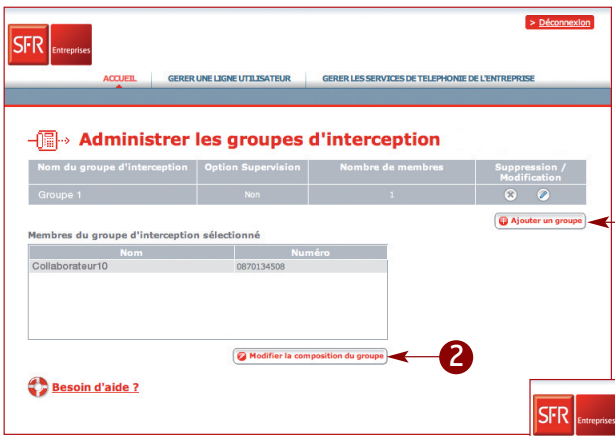 > Déconnexion
SFR Entreprises
ACCUEIL GERER UNE LIGNE UTILISATEUR GERER LES SERVICES DE TELEPHONIE DE L'ENTREPRISE
Administrer les groupes d'interception
Nom du groupe d'interception Option Supervision Nombre de membres Suppression / Modification
Groupe 1 Non 1
Ajouter un groupe
Membres du groupe d'interception sélectionné
Nom Numéro
Collaborateur10 0870134508
Modifier la composition du groupe
2
Besoin d'aide ?
SFR Entreprises